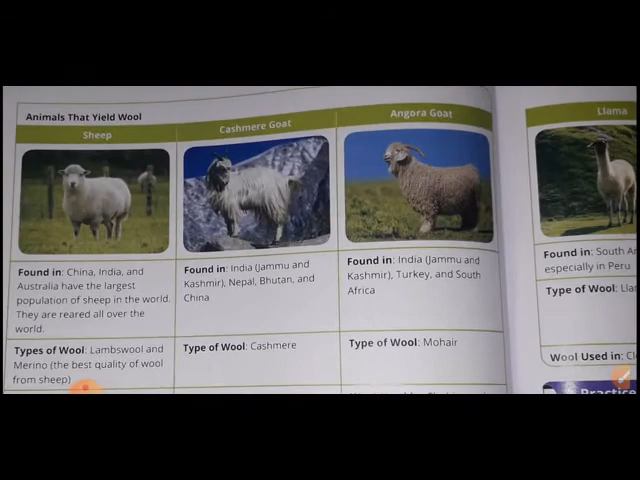 Animals That Yield Wool
Sheep
Cashmere Goat
Angora Goat
Llama
Found in: China, India, and
Australia have the largest
population of sheep in the world.
They are reared all over the
world.
Found in: India (Jammu and
Kashmir), Nepal, Bhutan, and
China
Found in: India (Jammu and
Kashmir), Turkey, and South
Africa
Found in: South
especially in Peru
Types of Wool: Lambswool and
Merino (the best quality of wool
from sheep)
Type of Wool: Cashmere
Type of Wool: Mohair
Type of Wool:
Wool Used in:
Practice